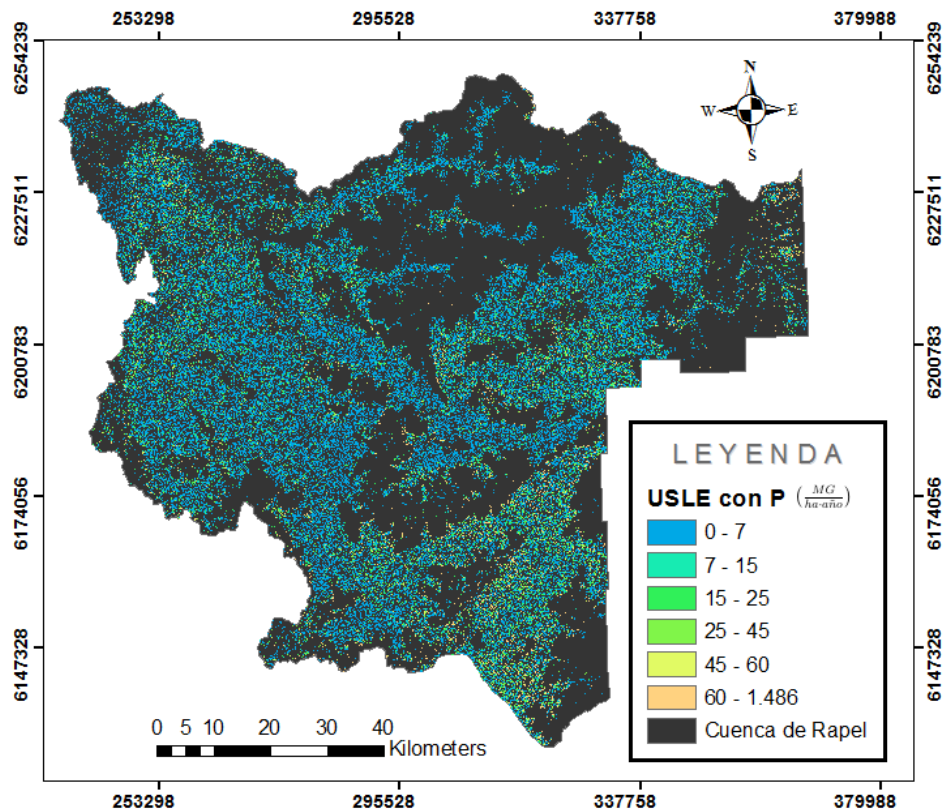 253298 295528 337758 379988
6254239 6254239
N
W E
S
6227511 6227511
6200783 6200783
LEYENDA
USLE con P (MG/ha-año)
0 - 7
7 - 15
15 - 25
25 - 45
45 - 60
60 - 1.486
Cuenca de Rapel
6174056 6174056
6147328 6147328
0 5 10 20 30 40
Kilometers
253298 295528 337758 379988